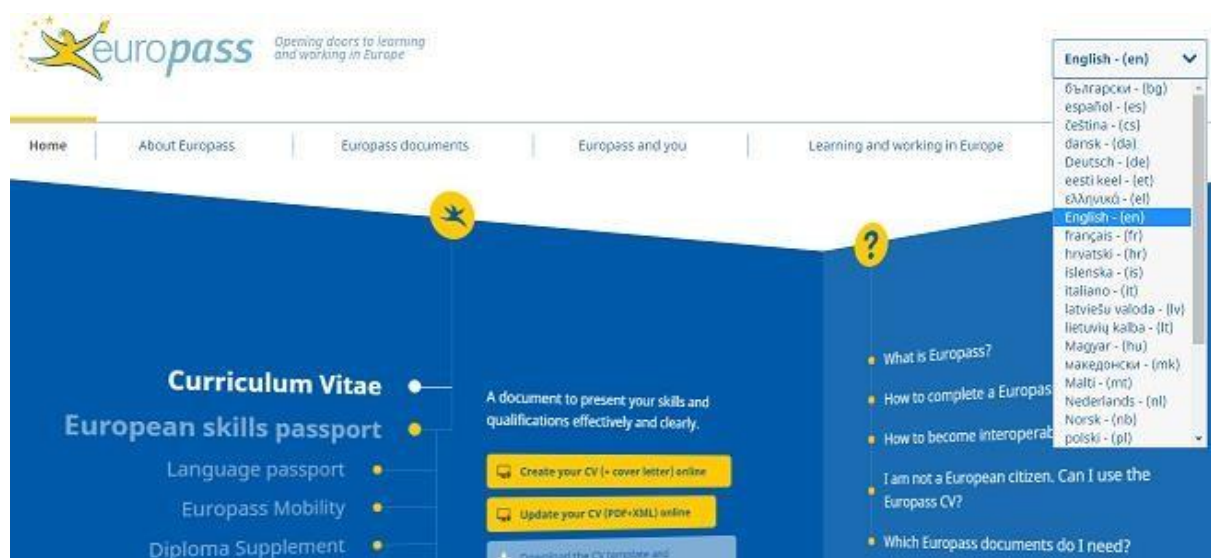 europass
Opening doors to learning
and working in Europe
English - (en)
български - (bg)
español - (es)
čeština - (cs)
dansk - (da)
Deutsch - (de)
eesti keel - (et)
ελληνικά - (el)
English - (en)
français - (fr)
hrvatski - (hr)
íslenska - (is)
italiano - (it)
latviešu valoda - (lv)
lietuvių kalba - (lt)
Magyar - (hu)
македонски - (mk)
Malti - (mt)
Nederlands - (nl)
Norsk - (nb)
polski - (pl)
Home
About Europass
Europass documents
Europass and you
Learning and working in Europe
Curriculum Vitae
European skills passport
Language passport
Europass Mobility
Diploma Supplement
A document to present your skills and
qualifications effectively and clearly.
Create your CV (+ cover letter) online
Update your CV (PDF+XML) online
Download the CV template and
?
What is Europass?
How to complete a Europas
How to become interoperab
I am not a European citizen. Can I use the
Europass CV?
Which Europass documents do I need?